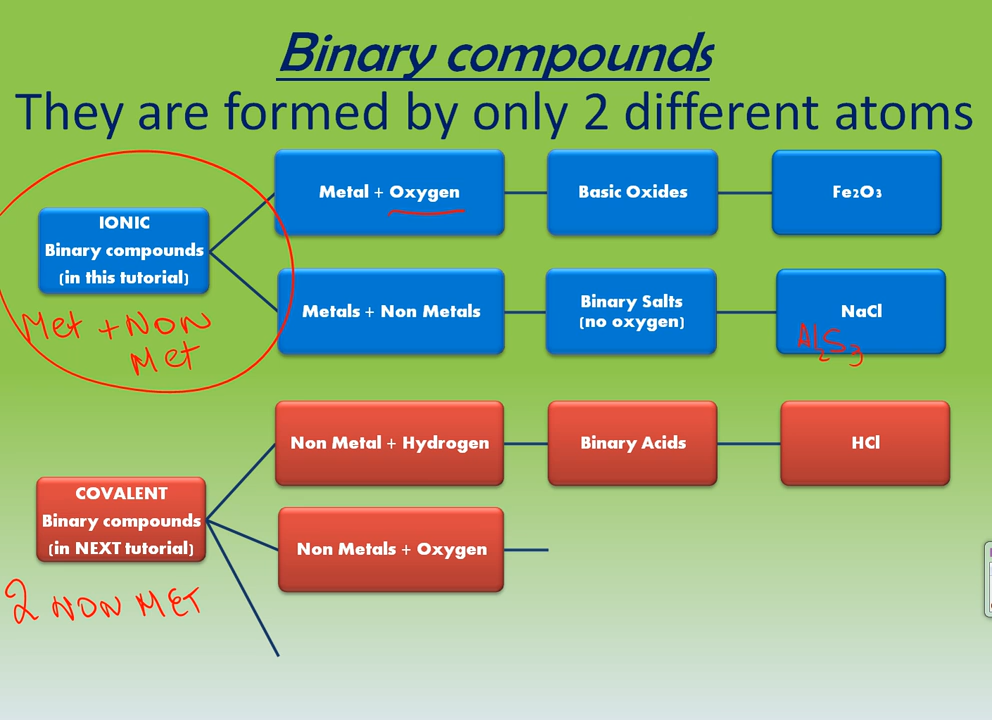 Binary compounds
They are formed by only 2 different atoms
Metal + Oxygen
Basic Oxides
Fe₂O₃
IONIC
Binary compounds
(in this tutorial)
Metals + Non Metals
Binary Salts
(no oxygen)
NaCl
Al₂S₃
Met + NON
Met
Non Metal + Hydrogen
Binary Acids
HCl
COVALENT
Binary compounds
(in NEXT tutorial)
Non Metals + Oxygen
2 NON MET